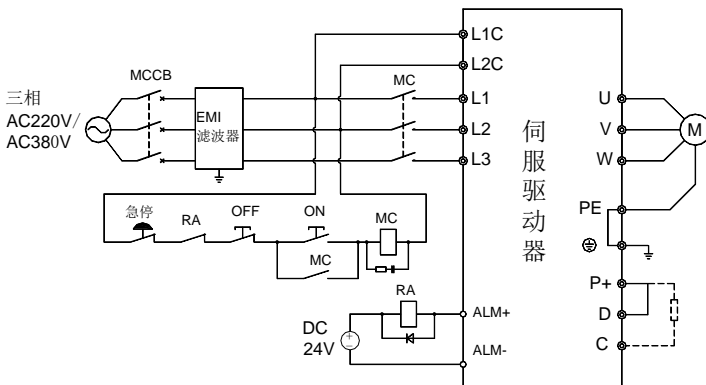 三相
AC220V/
AC380V
MCCB
EMI
滤波器
MC
L1C
L2C
L1
L2
L3
急停
RA
OFF
ON
MC
MC
RA
DC
24V
ALM+
ALM-
伺服驱动器
U
V
W
PE
P+
D
C
M